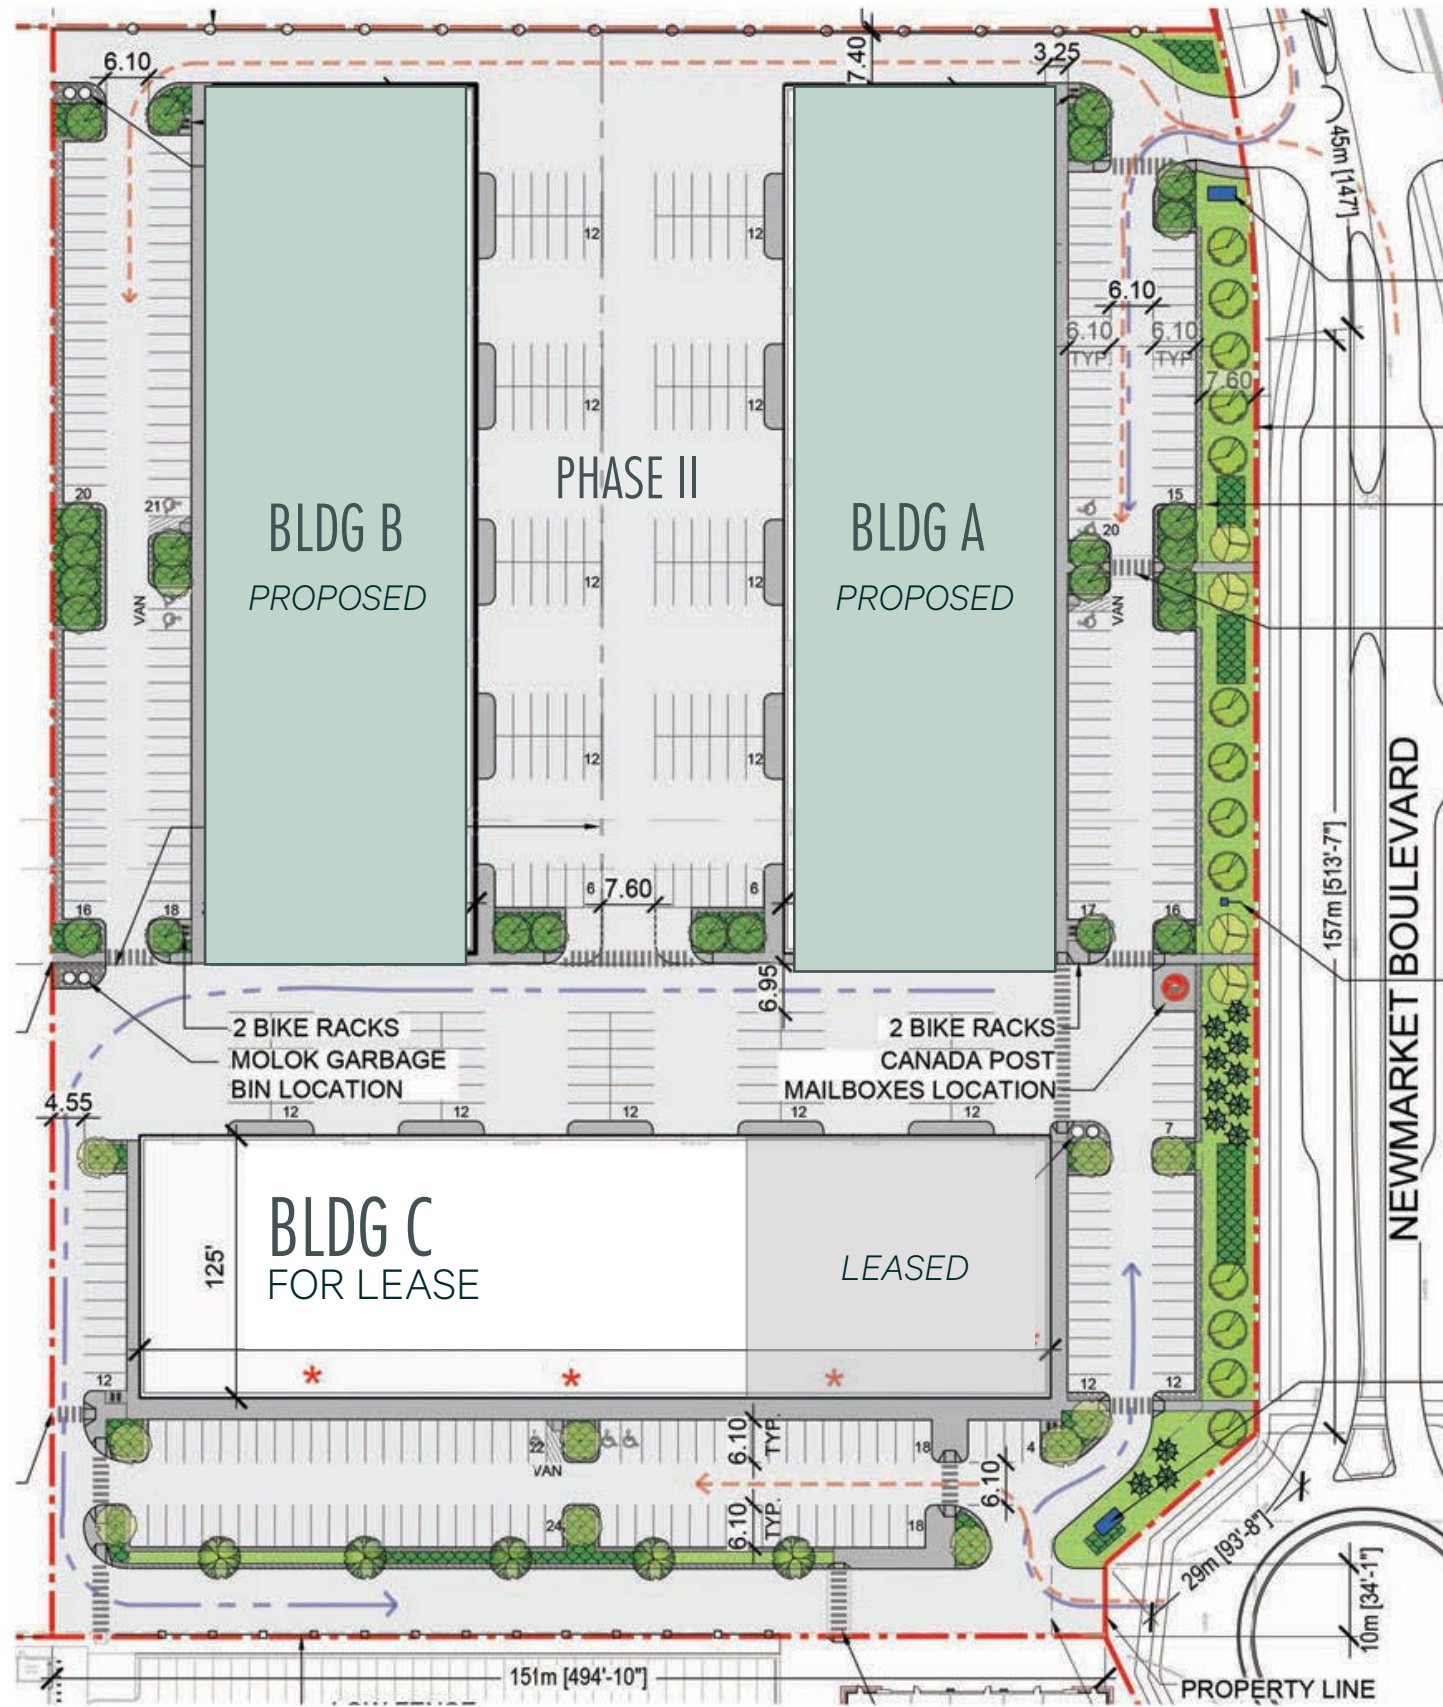 6.10
7.40
3.25
45m [147']
12
12
6.10
6.10
TYP.
6.10
TYP.
7.60
12
12
PHASE II
20
21
15
20
BLDG B
PROPOSED
BLDG A
PROPOSED
12
12
VAN
VAN
12
12
NEWMARKET BOULEVARD
157m [513'-7"]
6
7.60
6
16
18
17
16
6.95
2 BIKE RACKS
MOLOK GARBAGE
BIN LOCATION
2 BIKE RACKS
CANADA POST
MAILBOXES LOCATION
4.55
12
12
12
12
12
7
125'
BLDG C
FOR LEASE
LEASED
*
*
*
12
12
12
22
VAN
6.10
TYP.
18
4
6.10
24
6.10
TYP.
18
29m [93'-8"]
10m [34'-1"]
151m [494'-10"]
PROPERTY LINE